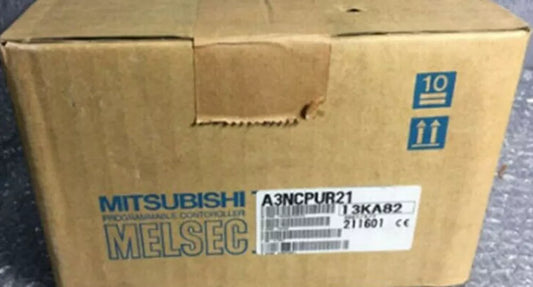 10
MITSUBISHI
PROGRAMMABLE CONTROLLER
MELSEC
A3NCPUR21
13KA82
211601 CE